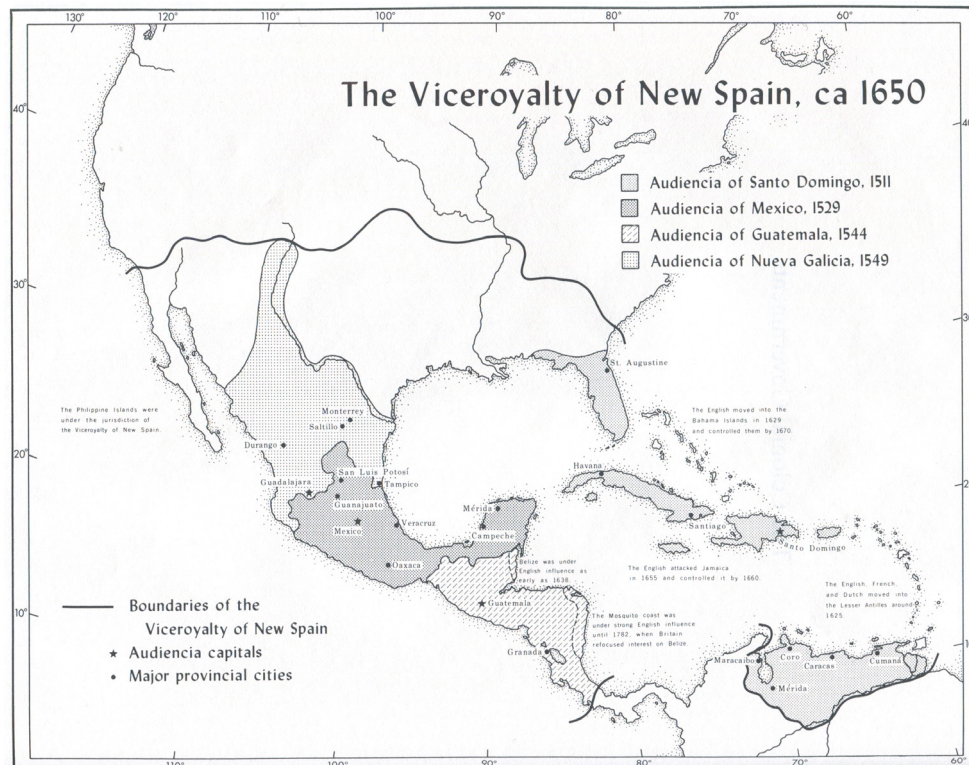 130°
120°
110°
100°
90°
80°
70°
The Viceroyalty of New Spain, ca 1650
40°
Audiencia of Santo Domingo, 1511
Audiencia of Mexico, 1529
Audiencia of Guatemala, 1544
Audiencia of Nueva Galicia, 1549
30°
St. Augustine
The Philippine Islands were
under the jurisdiction of
the Viceroyalty of New Spain.
The English moved into the
Bahama Islands in 1629
and controlled them by 1670.
Monterrey
Saltillo
Durango
20°
Havana
San Luis Potosí
Guadalajara
Tampico
Guanajuato
Mérida
Mexico
Veracruz
Campeche
Santiago
Santo Domingo
Oaxaca
Belize was under
English influence as
early as 1638.
The English attacked Jamaica
in 1655 and controlled it by 1660.
The English, French,
and Dutch moved into
the Lesser Antilles around
1625.
Guatemala
The Mosquito coast was
under strong English influence
until 1782, when Britain
refocused interest on Belize.
10°
Boundaries of the
Viceroyalty of New Spain
Audiencia capitals
Major provincial cities
Granada
Maracaibo
Coro
Caracas
Cumaná
Mérida
110°
100°
90°
80°
70°
60°